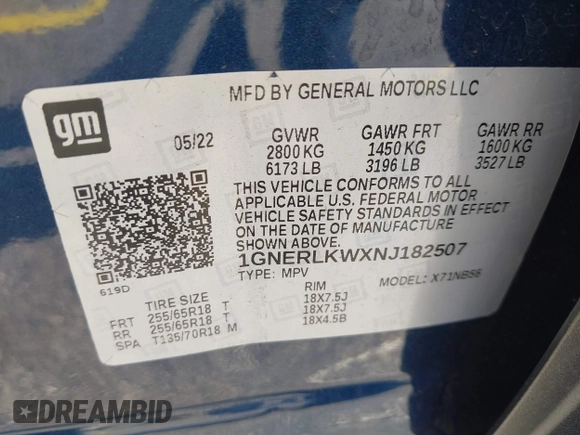 gm
MFD BY GENERAL MOTORS LLC
05/22 GVWR GAWR FRT GAWR RR
2800 KG 1450 KG 1600 KG
6173 LB 3196 LB 3527 LB
THIS VEHICLE CONFORMS TO ALL
APPLICABLE U.S. FEDERAL MOTOR
VEHICLE SAFETY STANDARDS IN EFFECT
ON THE DATE OF MANUFACTURE
SHOWN ABOVE.
619D
1GNERLKWXNJ182507
TYPE: MPV MODEL: X71NBS6
TIRE SIZE RIM
FRT 255/65R18 T 18X7.5J
RR 255/65R18 T 18X7.5J
SPA T135/70R18 M 18X4.5B
DREAMBID